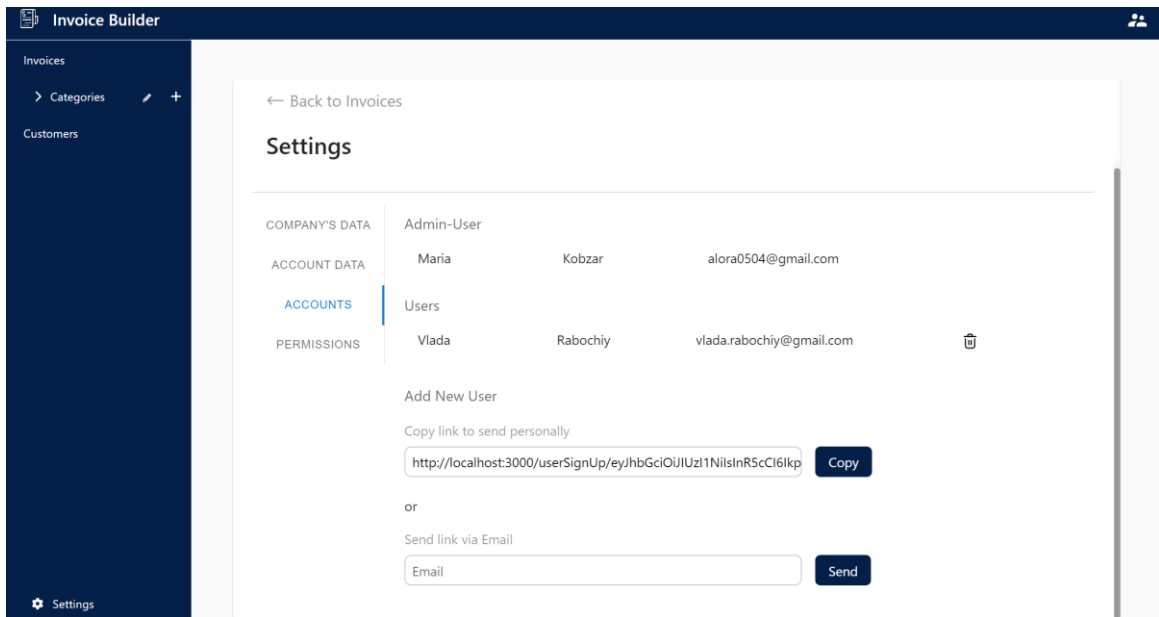 Invoice Builder
Invoices
Categories
Customers
Settings
← Back to Invoices
Settings
COMPANY'S DATA
ACCOUNT DATA
ACCOUNTS
PERMISSIONS
Admin-User
Maria Kobzar alora0504@gmail.com
Users
Vlada Rabochiy vlada.rabochiy@gmail.com
Add New User
Copy link to send personally
http://localhost:3000/userSignUp/eyJhbGciOiJIUzI1NiIsInR5cCI6Ikp Copy
or
Send link via Email
Email Send